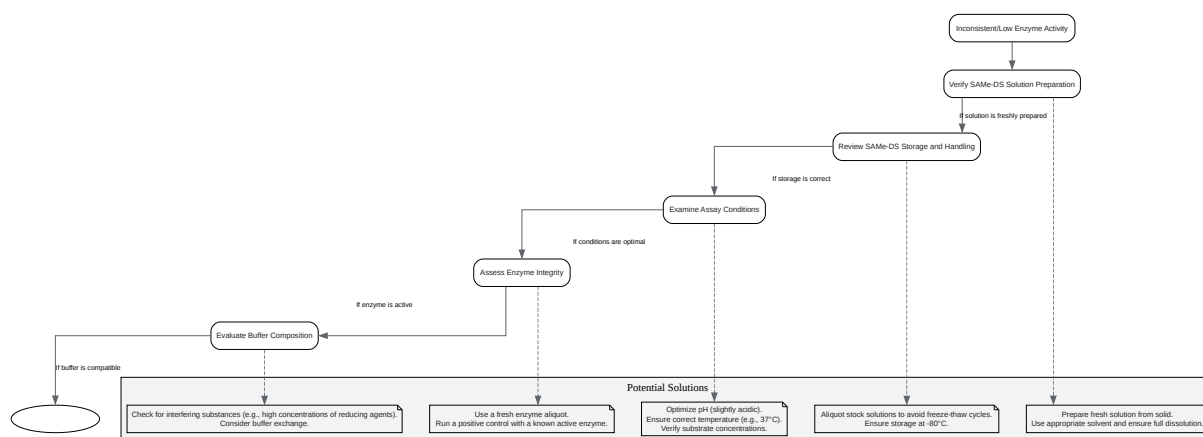 Inconsistent/Low Enzyme Activity
Verify SAMe-DS Solution Preparation
If solution is freshly prepared
Review SAMe-DS Storage and Handling
If storage is correct
Examine Assay Conditions
If conditions are optimal
Assess Enzyme Integrity
If enzyme is active
Evaluate Buffer Composition
If buffer is compatible
Potential Solutions
Check for interfering substances (e.g., high concentrations of reducing agents).
Consider buffer exchange.
Use a fresh enzyme aliquot.
Run a positive control with a known active enzyme.
Optimize pH (slightly acidic).
Ensure correct temperature (e.g., 37°C).
Verify substrate concentrations.
Aliquot stock solutions to avoid freeze-thaw cycles.
Ensure storage at -80°C.
Prepare fresh solution from solid.
Use appropriate solvent and ensure full dissolution